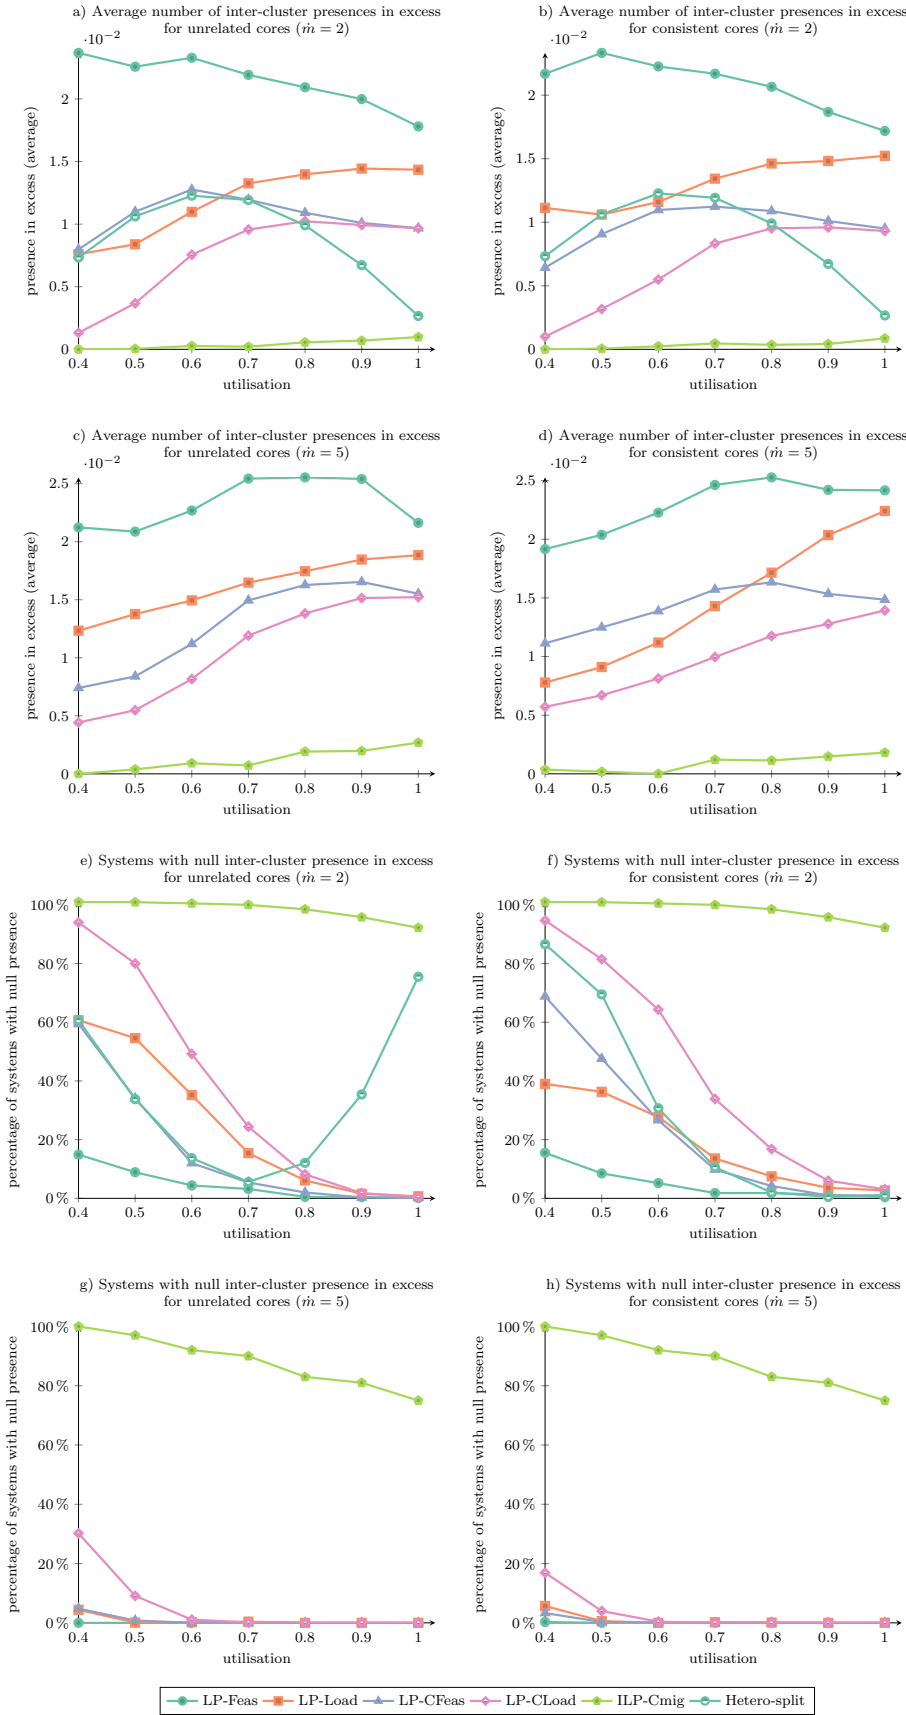 a) Average number of inter-cluster presences in excess
for unrelated cores (ṁ = 2)
·10⁻²
presence in excess (average)
2
1.5
1
0.5
0
0.4 0.5 0.6 0.7 0.8 0.9 1
utilisation
b) Average number of inter-cluster presences in excess
for consistent cores (ṁ = 2)
·10⁻²
presence in excess (average)
2
1.5
1
0.5
0
0.4 0.5 0.6 0.7 0.8 0.9 1
utilisation
c) Average number of inter-cluster presences in excess
for unrelated cores (ṁ = 5)
·10⁻²
presence in excess (average)
2.5
2
1.5
1
0.5
0
0.4 0.5 0.6 0.7 0.8 0.9 1
utilisation
d) Average number of inter-cluster presences in excess
for consistent cores (ṁ = 5)
·10⁻²
presence in excess (average)
2.5
2
1.5
1
0.5
0
0.4 0.5 0.6 0.7 0.8 0.9 1
utilisation
e) Systems with null inter-cluster presence in excess
for unrelated cores (ṁ = 2)
percentage of systems with null presence
100 %
80 %
60 %
40 %
20 %
0 %
0.4 0.5 0.6 0.7 0.8 0.9 1
utilisation
f) Systems with null inter-cluster presence in excess
for consistent cores (ṁ = 2)
percentage of systems with null presence
100 %
80 %
60 %
40 %
20 %
0 %
0.4 0.5 0.6 0.7 0.8 0.9 1
utilisation
g) Systems with null inter-cluster presence in excess
for unrelated cores (ṁ = 5)
percentage of systems with null presence
100 %
80 %
60 %
40 %
20 %
0 %
0.4 0.5 0.6 0.7 0.8 0.9 1
utilisation
h) Systems with null inter-cluster presence in excess
for consistent cores (ṁ = 5)
percentage of systems with null presence
100 %
80 %
60 %
40 %
20 %
0 %
0.4 0.5 0.6 0.7 0.8 0.9 1
utilisation
LP-Feas LP-Load LP-CFeas LP-CLoad ILP-Cmig Hetero-split